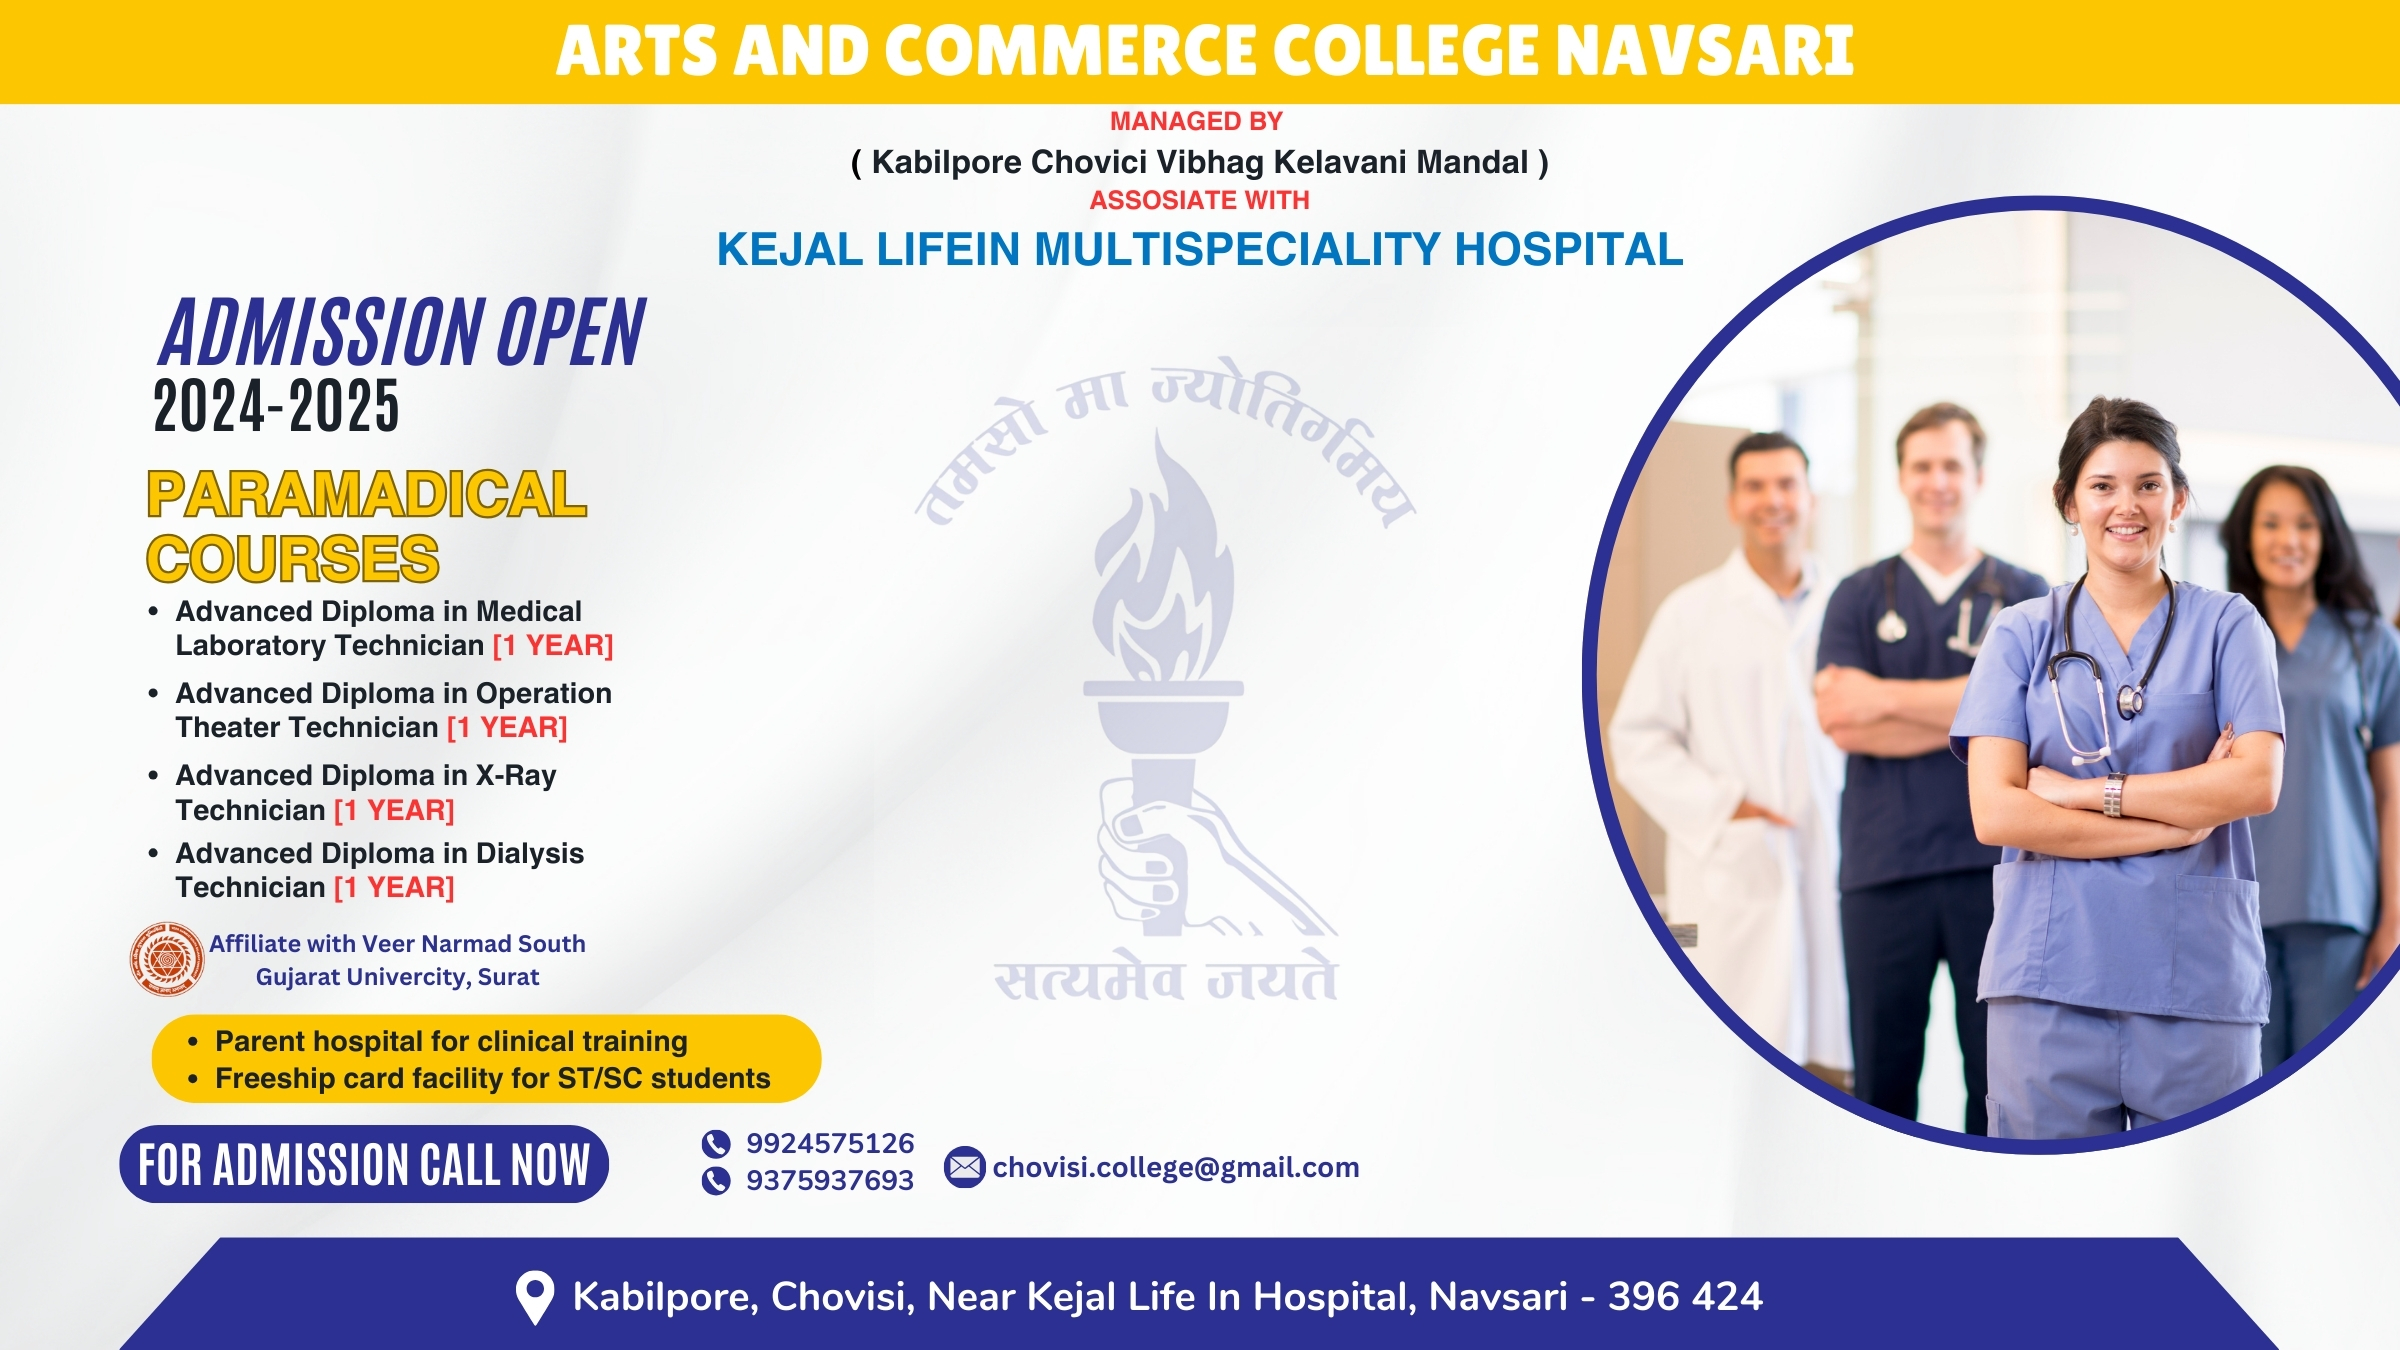 ARTS AND COMMERCE COLLEGE NAVSARI
MANAGED BY
( Kabilpore Chovici Vibhag Kelavani Mandal )
ASSOSIATE WITH
KEJAL LIFEIN MULTISPECIALITY HOSPITAL
ADMISSION OPEN
2024-2025
PARAMADICAL
COURSES
• Advanced Diploma in Medical
Laboratory Technician [1 YEAR]
• Advanced Diploma in Operation
Theater Technician [1 YEAR]
• Advanced Diploma in X-Ray
Technician [1 YEAR]
• Advanced Diploma in Dialysis
Technician [1 YEAR]
Affiliate with Veer Narmad South
Gujarat Univercity, Surat
• Parent hospital for clinical training
• Freeship card facility for ST/SC students
तमसो मा ज्योतिर्गमय
सत्यमेव जयते
FOR ADMISSION CALL NOW
9924575126
9375937693
chovisi.college@gmail.com
Kabilpore, Chovisi, Near Kejal Life In Hospital, Navsari - 396 424